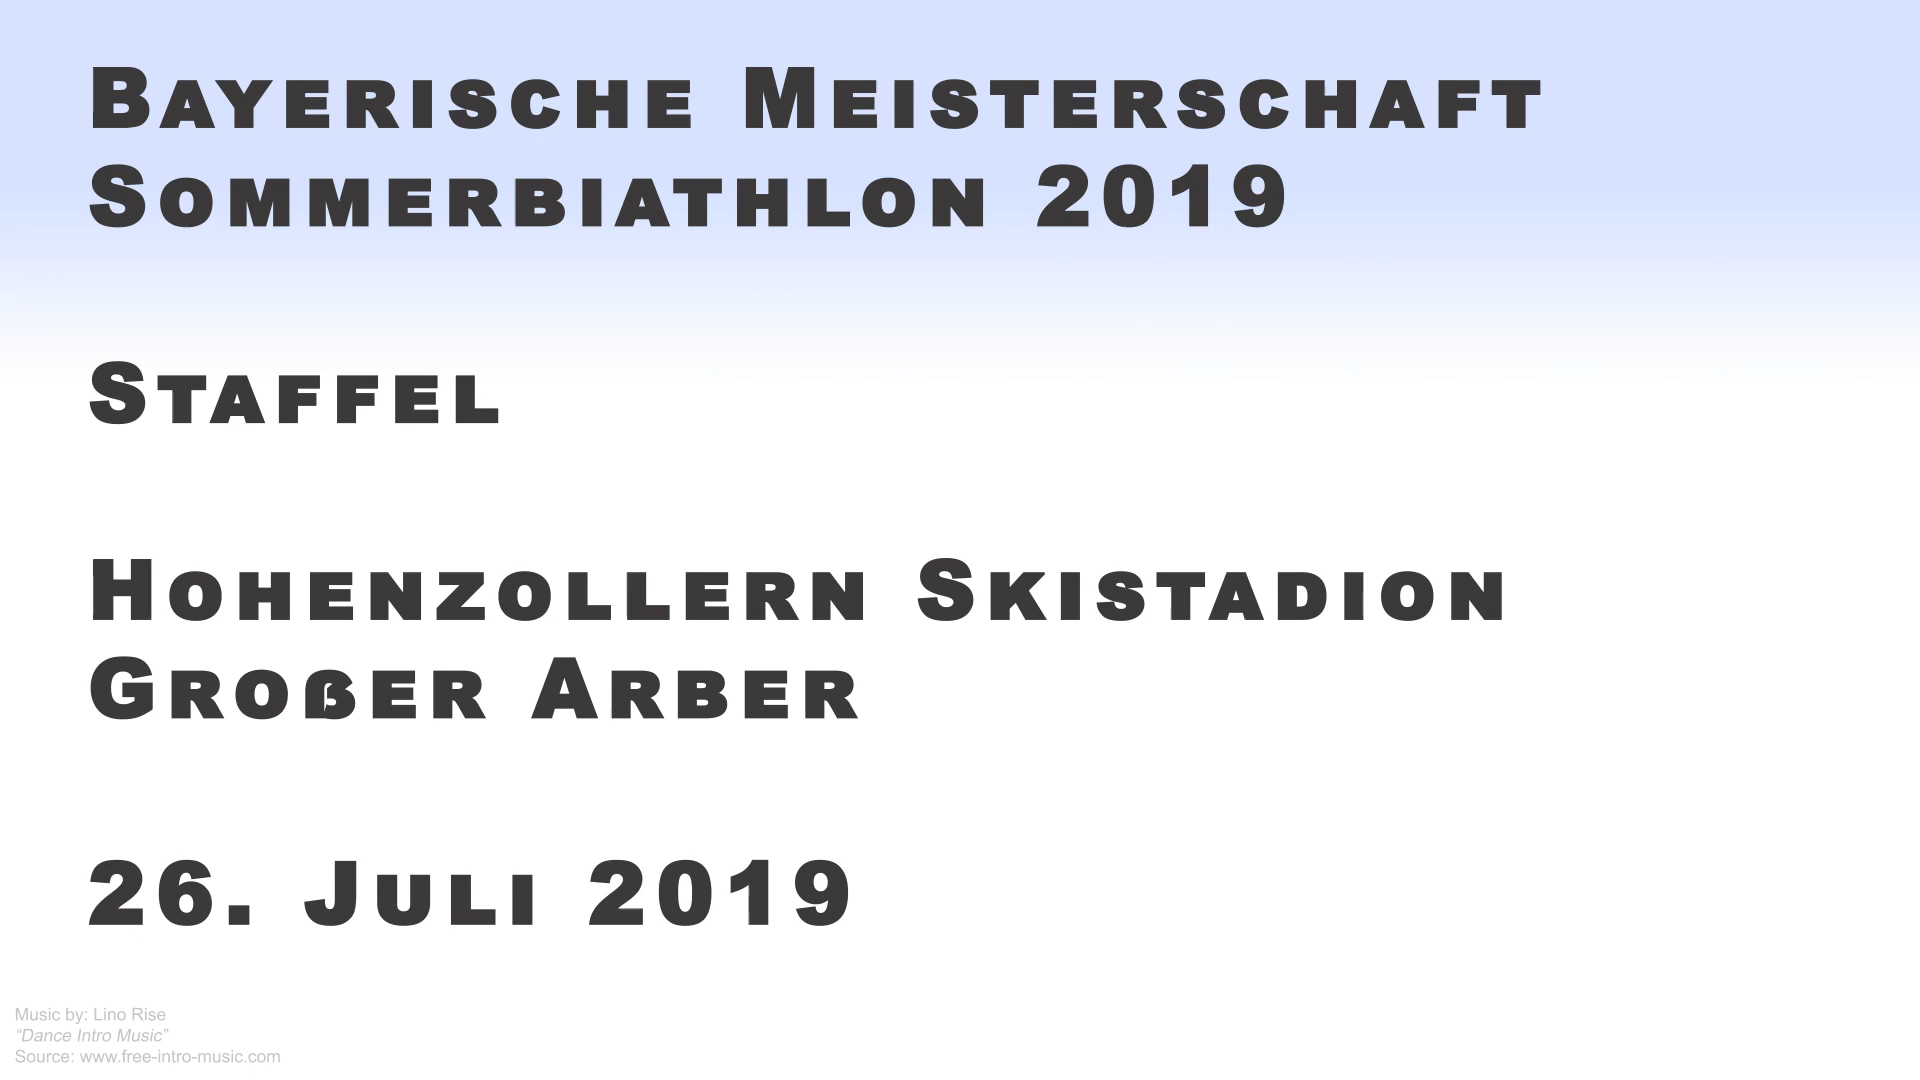 Bayerische Meisterschaft
Sommerbiathlon 2019
Staffel
Hohenzollern Skistadion
Großer Arber
26. Juli 2019
Music by: Lino Rise
“Dance Intro Music”
Source: www.free-intro-music.com